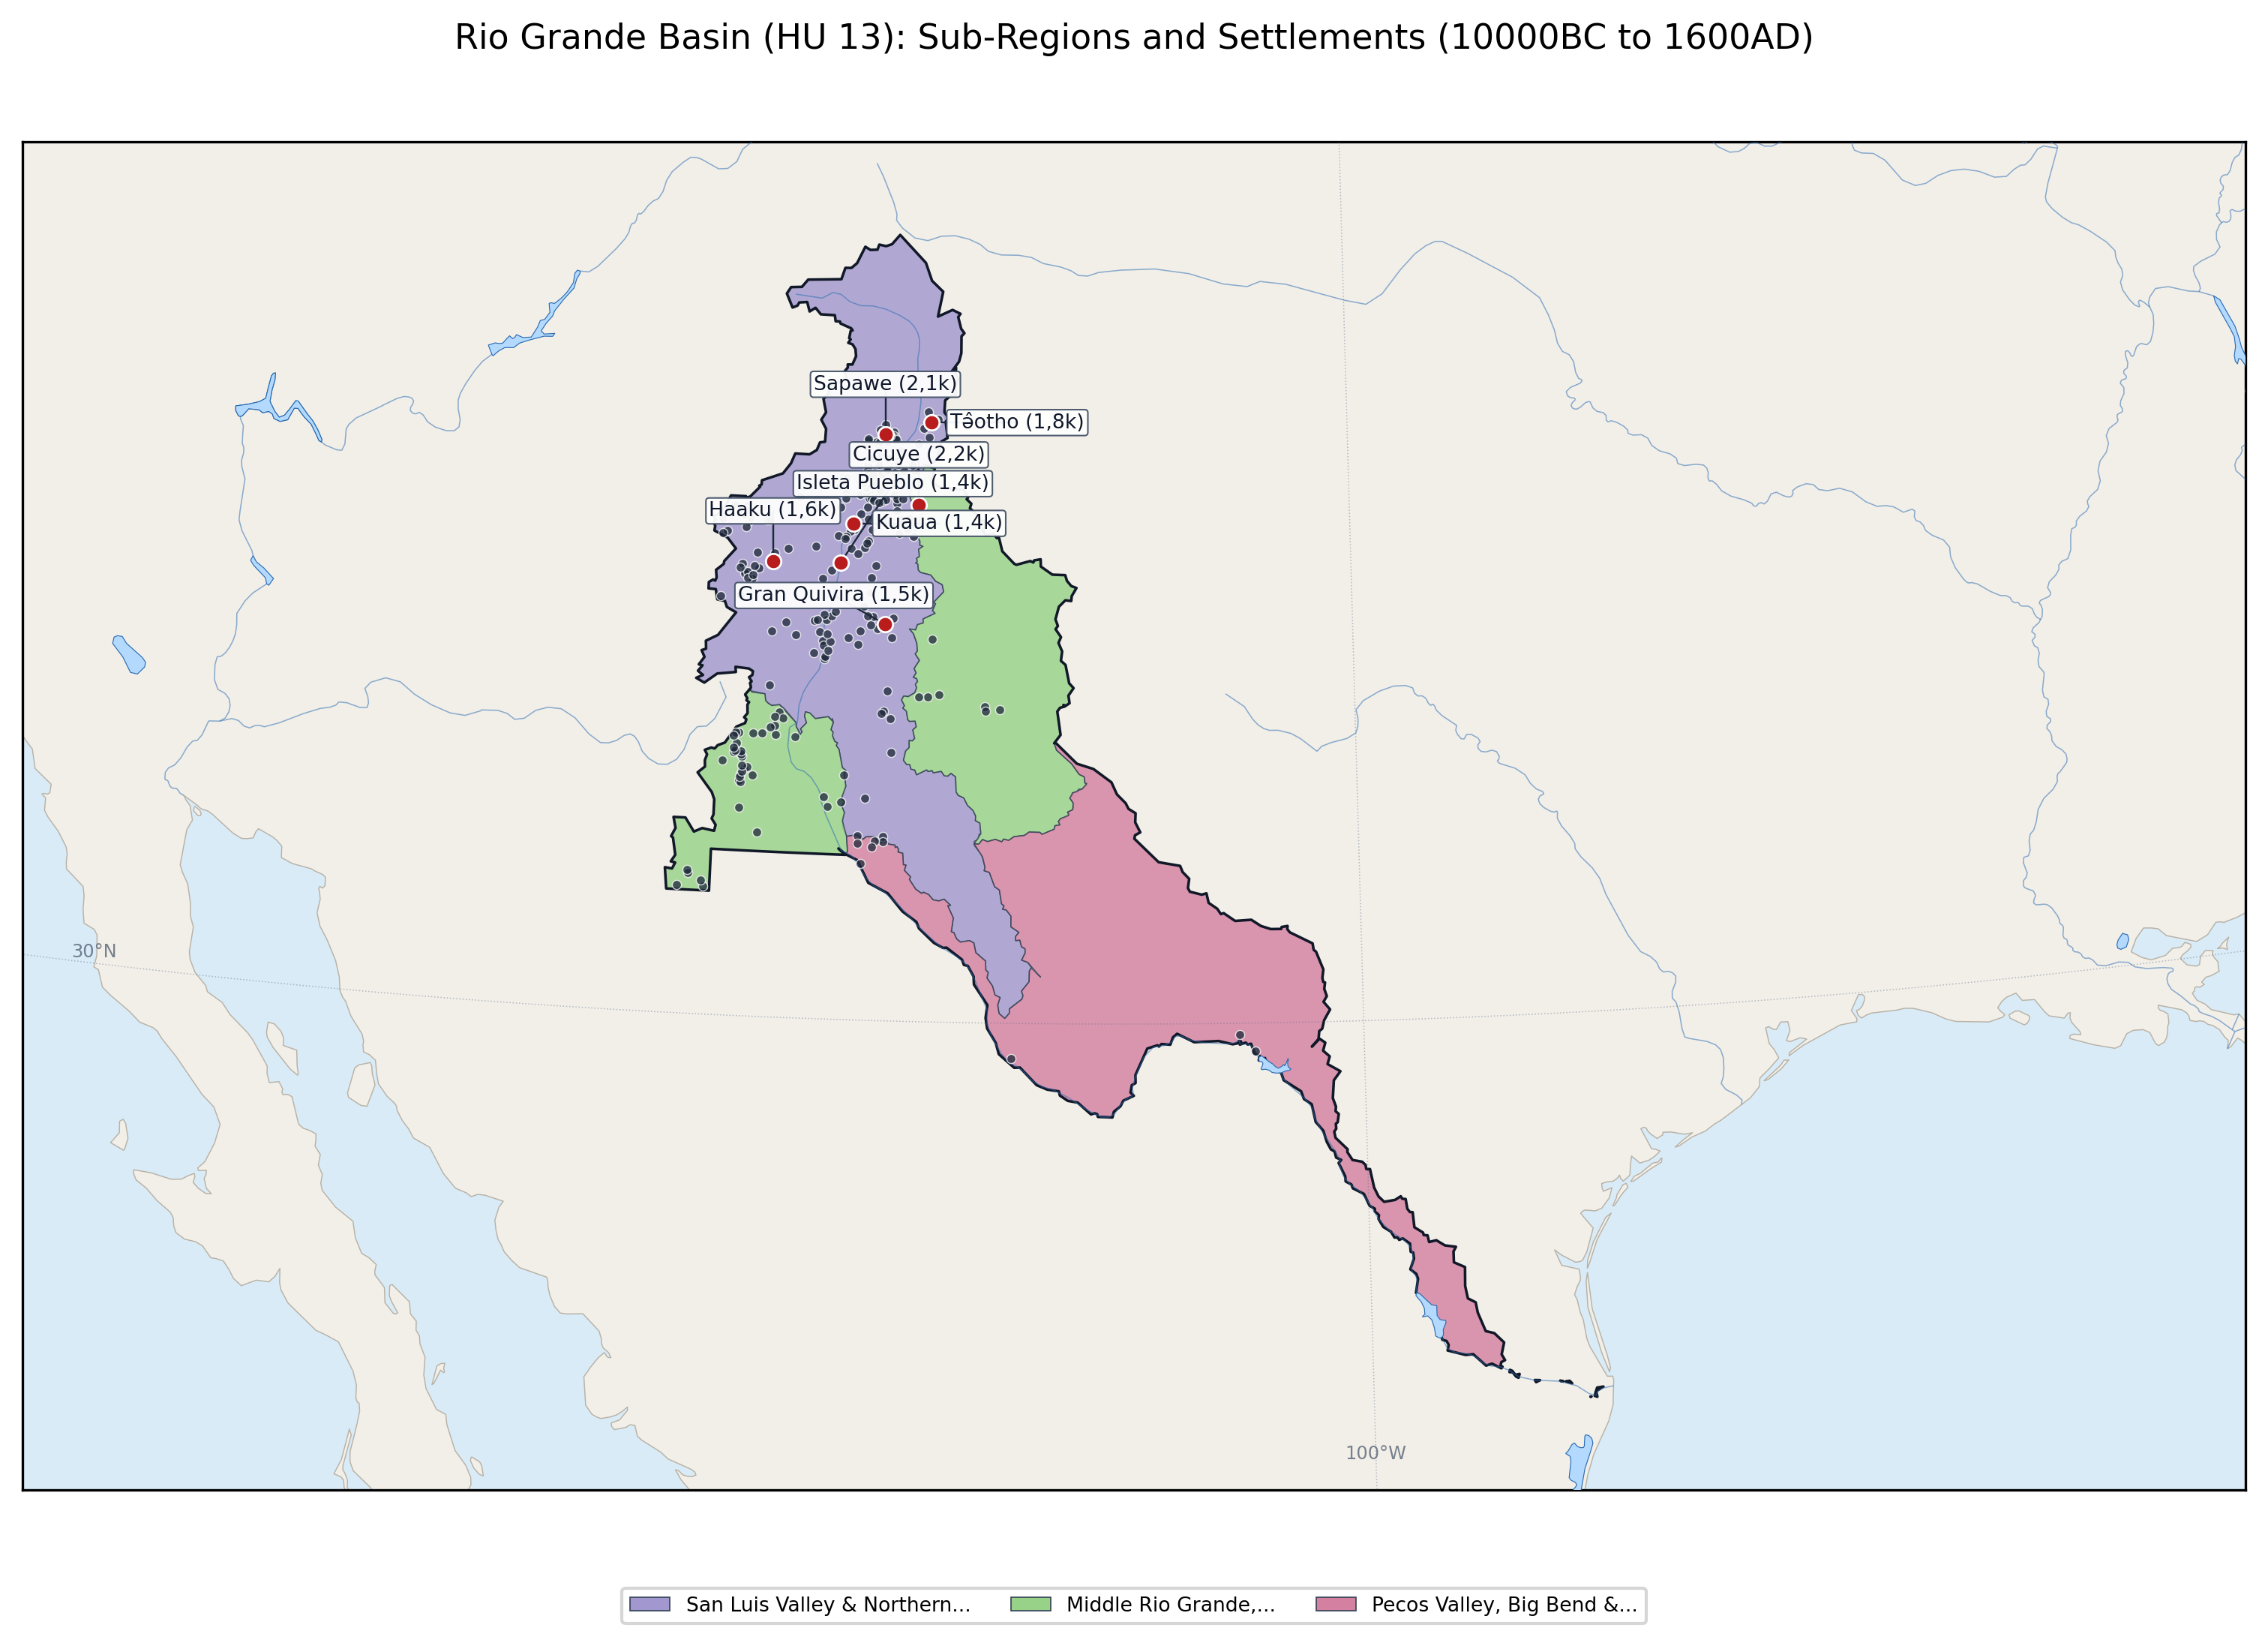 Rio Grande Basin (HU 13): Sub-Regions and Settlements (10000BC to 1600AD)
Sapawe (2,1k)
Tə̂otho (1,8k)
Cicuye (2,2k)
Isleta Pueblo (1,4k)
Haaku (1,6k)
Kuaua (1,4k)
Gran Quivira (1,5k)
30°N
100°W
San Luis Valley & Northern...
Middle Rio Grande,...
Pecos Valley, Big Bend &...